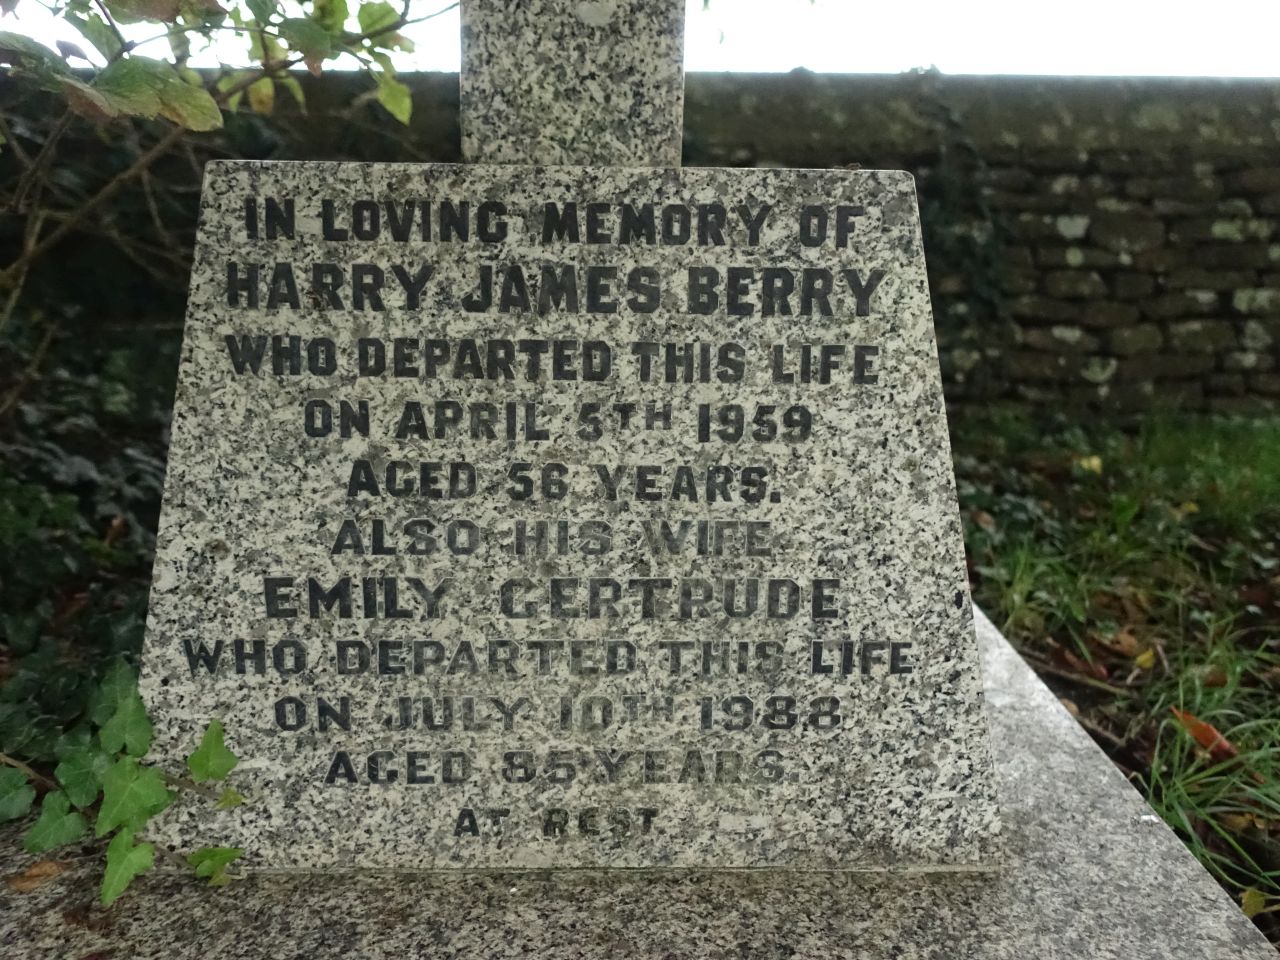 IN LOVING MEMORY OF
HARRY JAMES BERRY
WHO DEPARTED THIS LIFE
ON APRIL 5TH 1959
AGED 56 YEARS.
ALSO HIS WIFE
EMILY GERTRUDE
WHO DEPARTED THIS LIFE
ON JULY 10TH 1988
AGED 85 YEARS.
AT REST